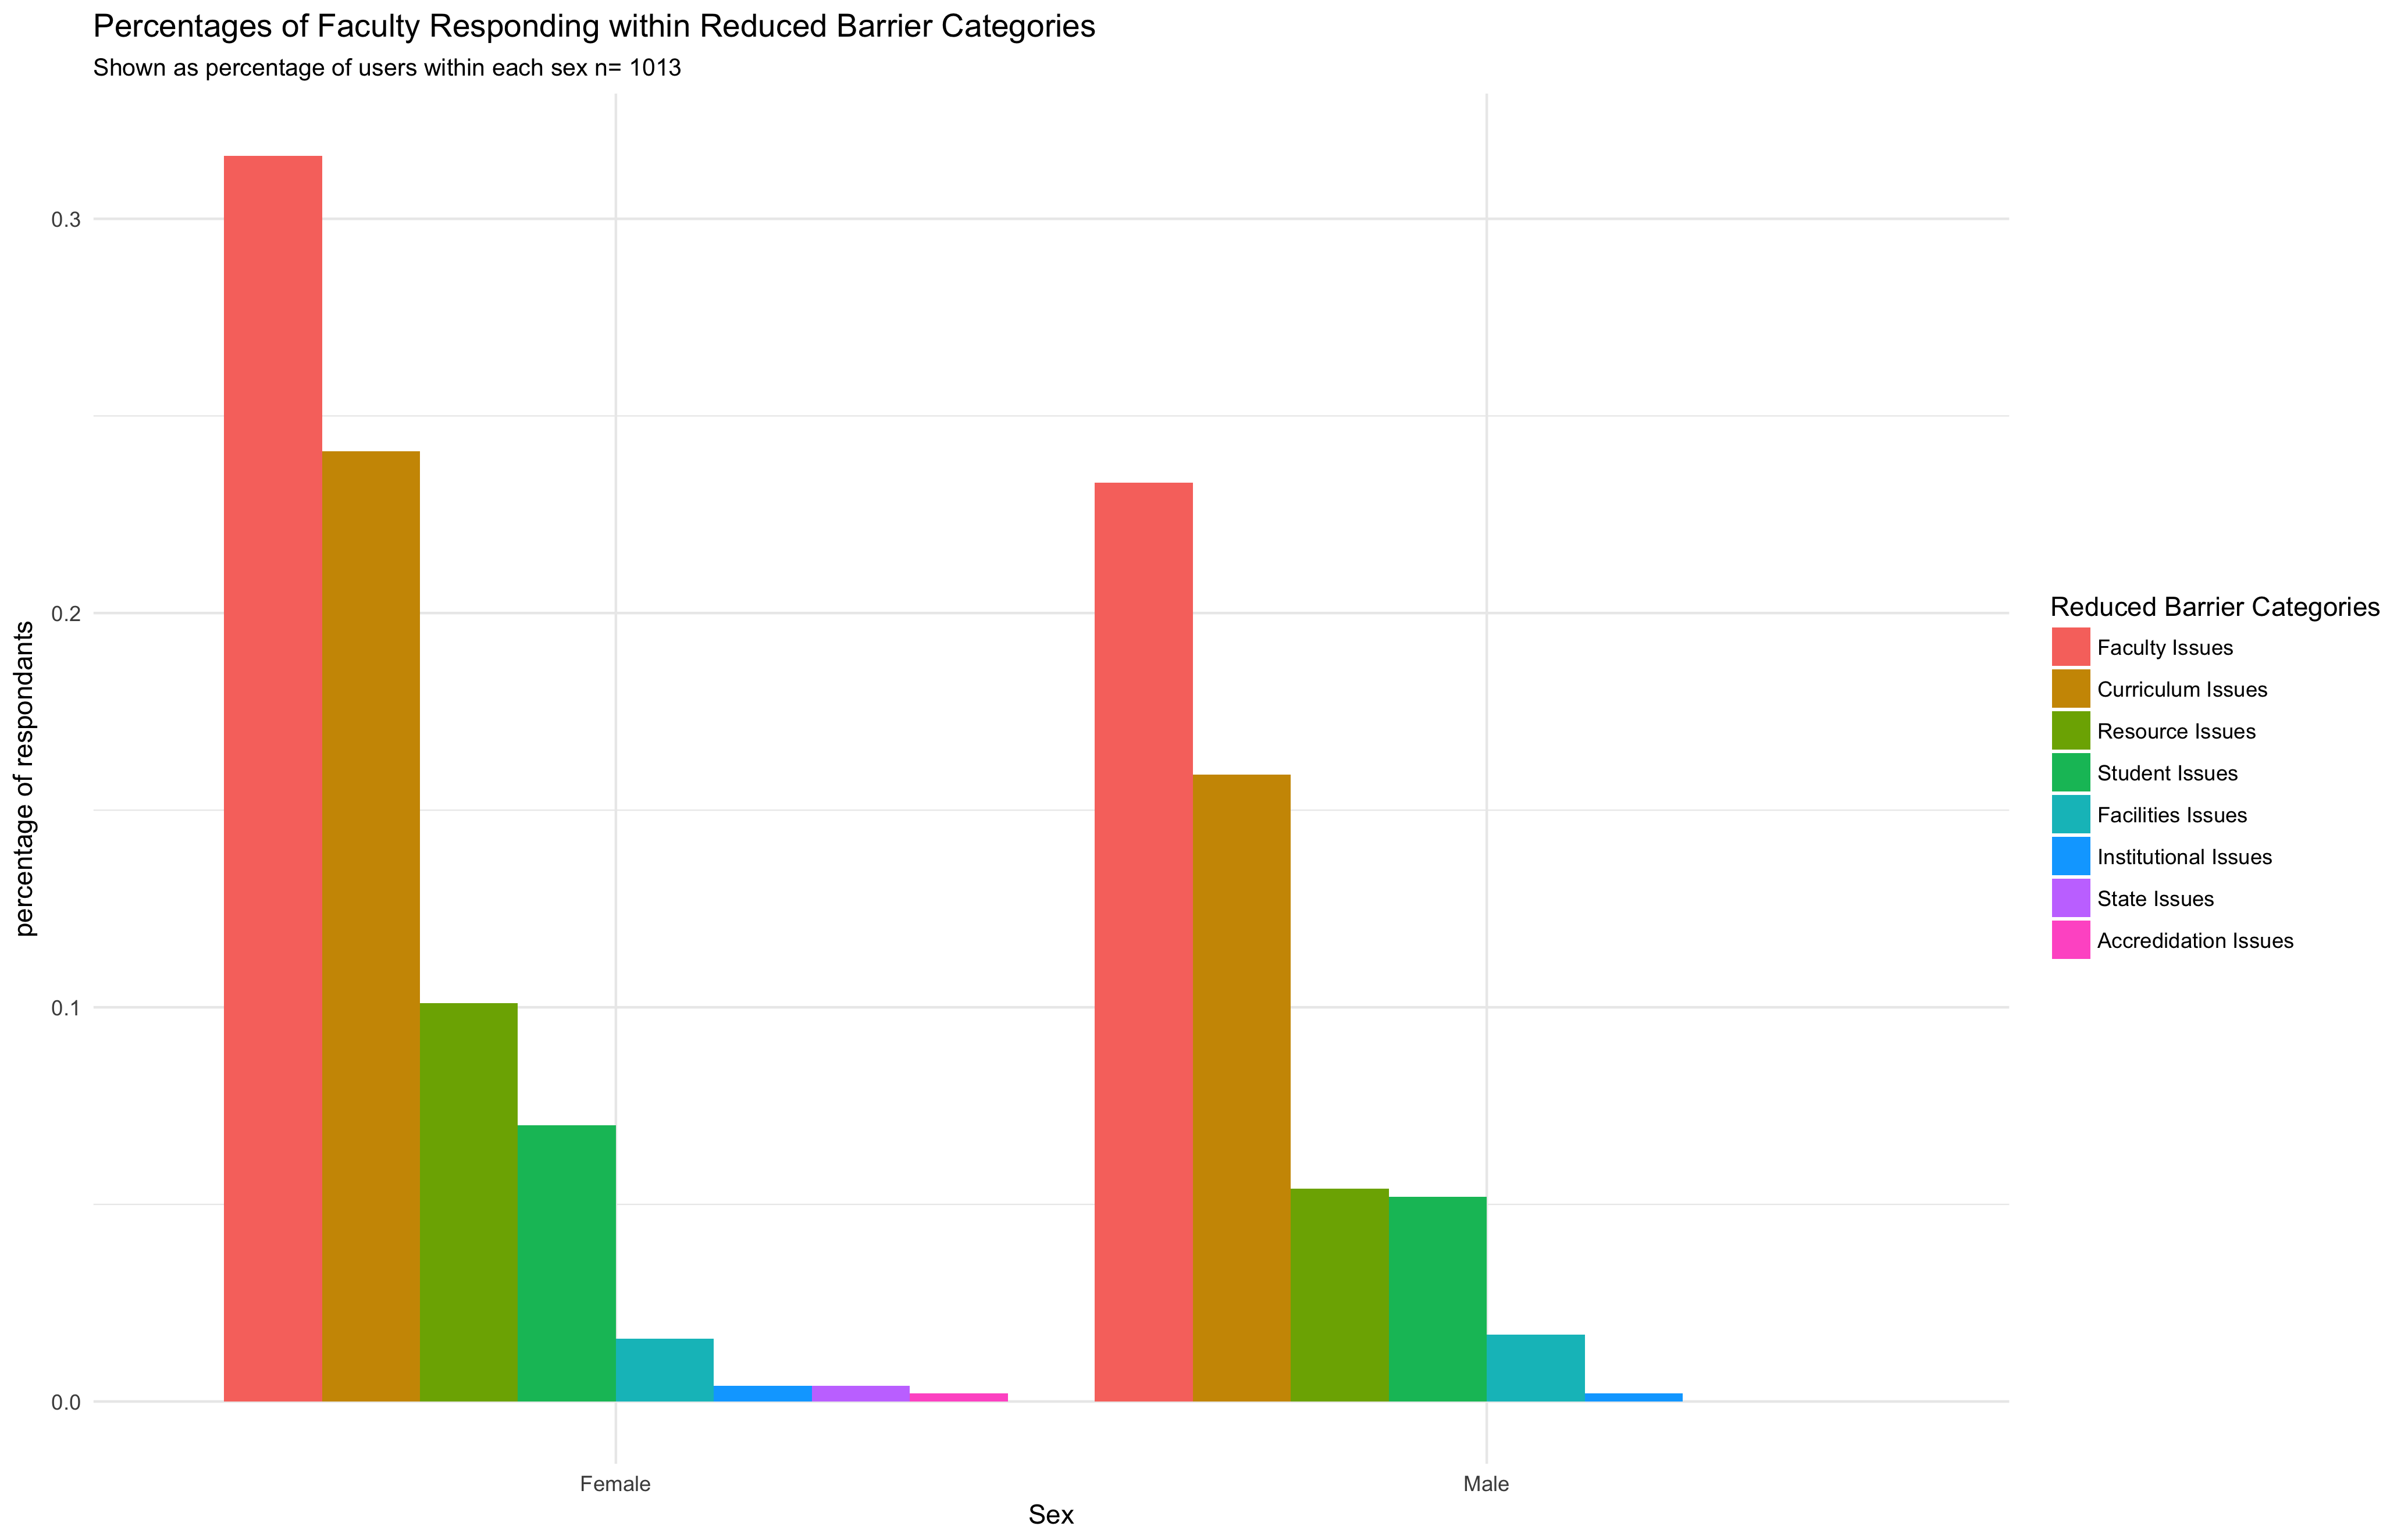 Percentages of Faculty Responding within Reduced Barrier Categories
Shown as percentage of users within each sex n= 1013
percentage of respondants
0.3
0.2
0.1
0.0
Female
Male
Sex
Reduced Barrier Categories
Faculty Issues
Curriculum Issues
Resource Issues
Student Issues
Facilities Issues
Institutional Issues
State Issues
Accredidation Issues